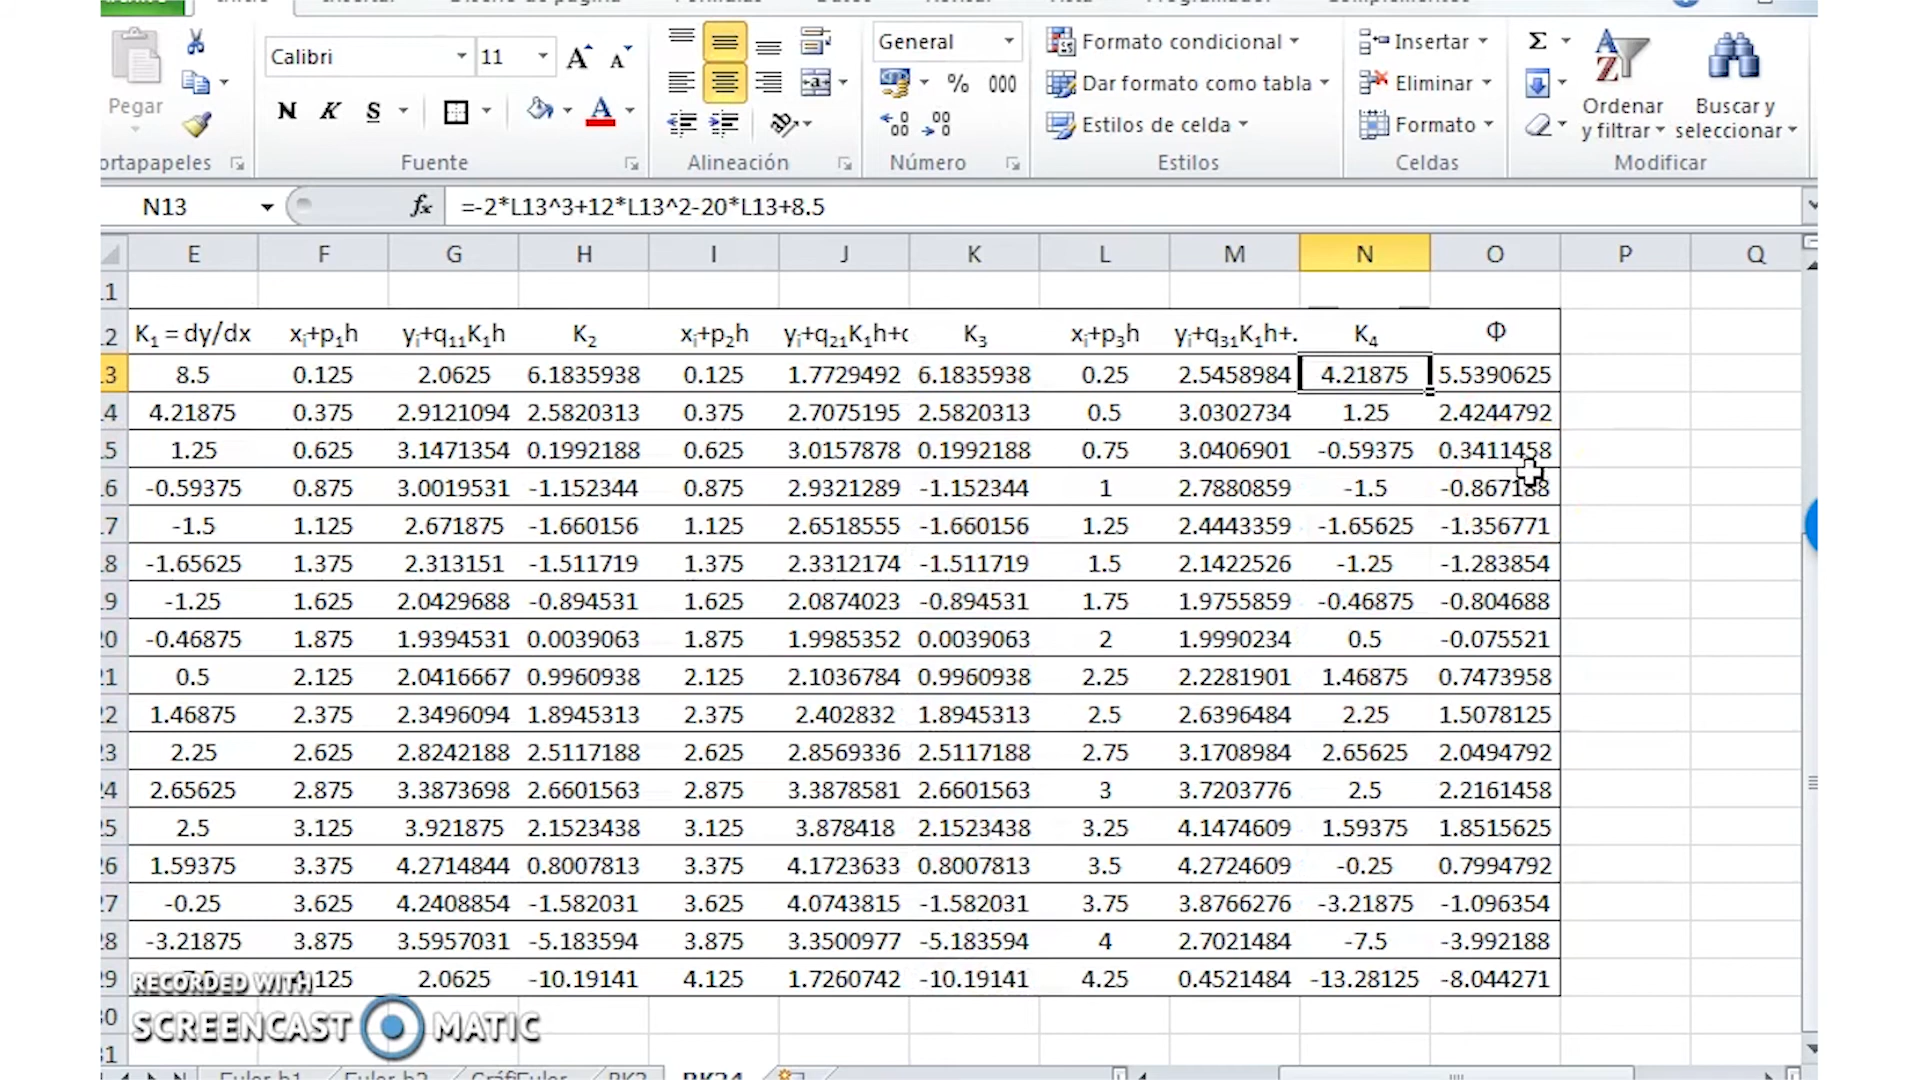 Calibri 11 General Formato condicional Insertar Σ
Pegar % 000 Dar formato como tabla Eliminar Ordenar y filtrar Buscar y seleccionar
N K S A Estilos de celda Formato
ortapapeles Fuente Alineación Número Estilos Celdas Modificar
N13 fx =-2*L13^3+12*L13^2-20*L13+8.5
E F G H I J K L M N O P Q
K₁ = dy/dx xᵢ+p₁h yᵢ+q₁₁K₁h K₂ xᵢ+p₂h yᵢ+q₂₁K₁h+ K₃ xᵢ+p₃h yᵢ+q₃₁K₁h+. K₄ Φ
8.5 0.125 2.0625 6.1835938 0.125 1.7729492 6.1835938 0.25 2.5458984 4.21875 5.5390625
4.21875 0.375 2.9121094 2.5820313 0.375 2.7075195 2.5820313 0.5 3.0302734 1.25 2.4244792
1.25 0.625 3.1471354 0.1992188 0.625 3.0157878 0.1992188 0.75 3.0406901 -0.59375 0.3411458
-0.59375 0.875 3.0019531 -1.152344 0.875 2.9321289 -1.152344 1 2.7880859 -1.5 -0.867188
-1.5 1.125 2.671875 -1.660156 1.125 2.6518555 -1.660156 1.25 2.4443359 -1.65625 -1.356771
-1.65625 1.375 2.313151 -1.511719 1.375 2.3312174 -1.511719 1.5 2.1422526 -1.25 -1.283854
-1.25 1.625 2.0429688 -0.894531 1.625 2.0874023 -0.894531 1.75 1.9755859 -0.46875 -0.804688
-0.46875 1.875 1.9394531 0.0039063 1.875 1.9985352 0.0039063 2 1.9990234 0.5 -0.075521
0.5 2.125 2.0416667 0.9960938 2.125 2.1036784 0.9960938 2.25 2.2281901 1.46875 0.7473958
1.46875 2.375 2.3496094 1.8945313 2.375 2.402832 1.8945313 2.5 2.6396484 2.25 1.5078125
2.25 2.625 2.8242188 2.5117188 2.625 2.8569336 2.5117188 2.75 3.1708984 2.65625 2.0494792
2.65625 2.875 3.3873698 2.6601563 2.875 3.3878581 2.6601563 3 3.7203776 2.5 2.2161458
2.5 3.125 3.921875 2.1523438 3.125 3.878418 2.1523438 3.25 4.1474609 1.59375 1.8515625
1.59375 3.375 4.2714844 0.8007813 3.375 4.1723633 0.8007813 3.5 4.2724609 -0.25 0.7994792
-0.25 3.625 4.2408854 -1.582031 3.625 4.0743815 -1.582031 3.75 3.8766276 -3.21875 -1.096354
-3.21875 3.875 3.5957031 -5.183594 3.875 3.3500977 -5.183594 4 2.7021484 -7.5 -3.992188
2.0625 -10.19141 4.125 1.7260742 -10.19141 4.25 0.4521484 -13.28125 -8.044271
RECORDED WITH
SCREENCAST MATIC